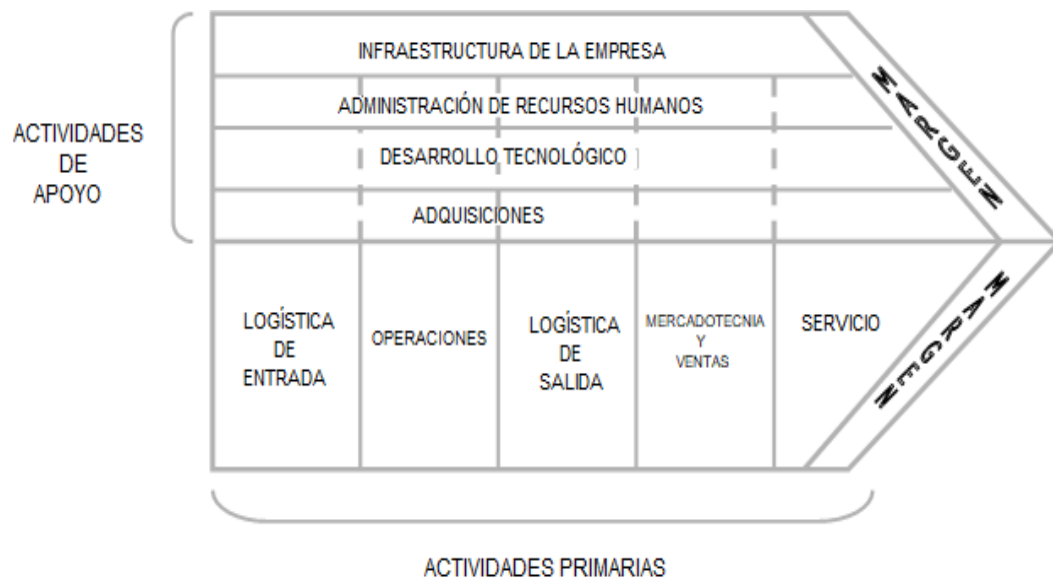 INFRAESTRUCTURA DE LA EMPRESA
ADMINISTRACIÓN DE RECURSOS HUMANOS
DESARROLLO TECNOLÓGICO
ADQUISICIONES
ACTIVIDADES
DE
APOYO
MARGEN
LOGÍSTICA
DE
ENTRADA
OPERACIONES
LOGÍSTICA
DE
SALIDA
MERCADOTECNIA
Y
VENTAS
SERVICIO
MARGEN
ACTIVIDADES PRIMARIAS